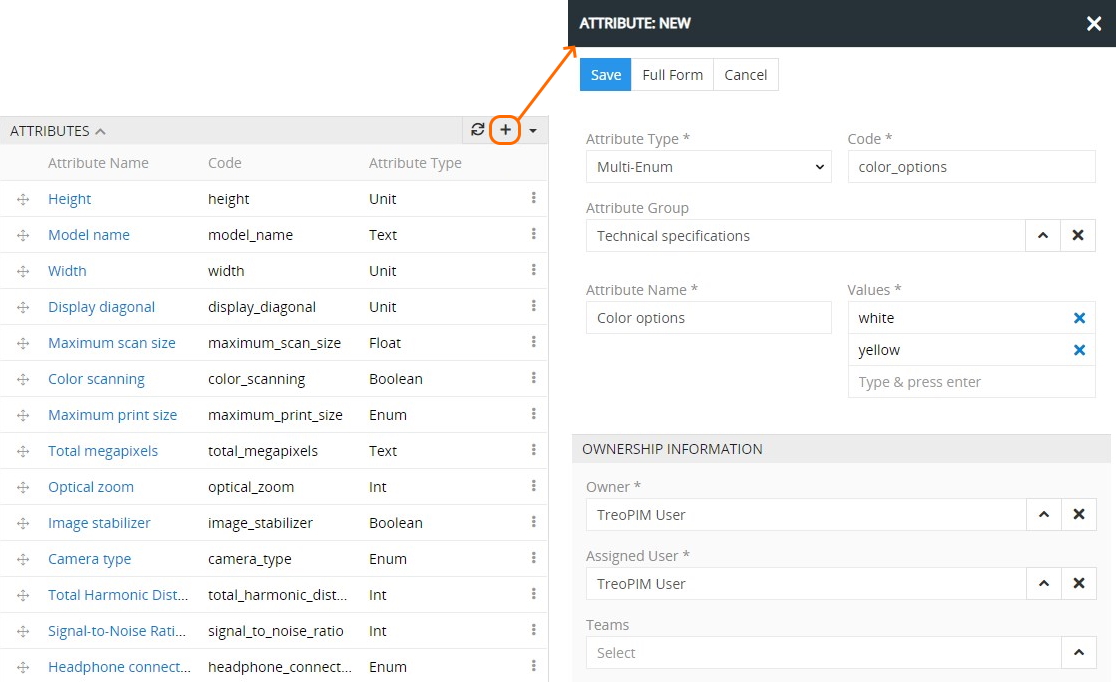 ATTRIBUTES
Attribute Name Code Attribute Type
Height height Unit
Model name model_name Text
Width width Unit
Display diagonal display_diagonal Unit
Maximum scan size maximum_scan_size Float
Color scanning color_scanning Boolean
Maximum print size maximum_print_size Enum
Total megapixels total_megapixels Text
Optical zoom optical_zoom Int
Image stabilizer image_stabilizer Boolean
Camera type camera_type Enum
Total Harmonic Dist... total_harmonic_dist... Int
Signal-to-Noise Rati... signal_to_noise_ratio Int
Headphone connect... headphone_connect... Enum
ATTRIBUTE: NEW
Save Full Form Cancel
Attribute Type * Code *
Multi-Enum color_options
Attribute Group
Technical specifications
Attribute Name * Values *
Color options white
yellow
Type & press enter
OWNERSHIP INFORMATION
Owner *
TreoPIM User
Assigned User *
TreoPIM User
Teams
Select